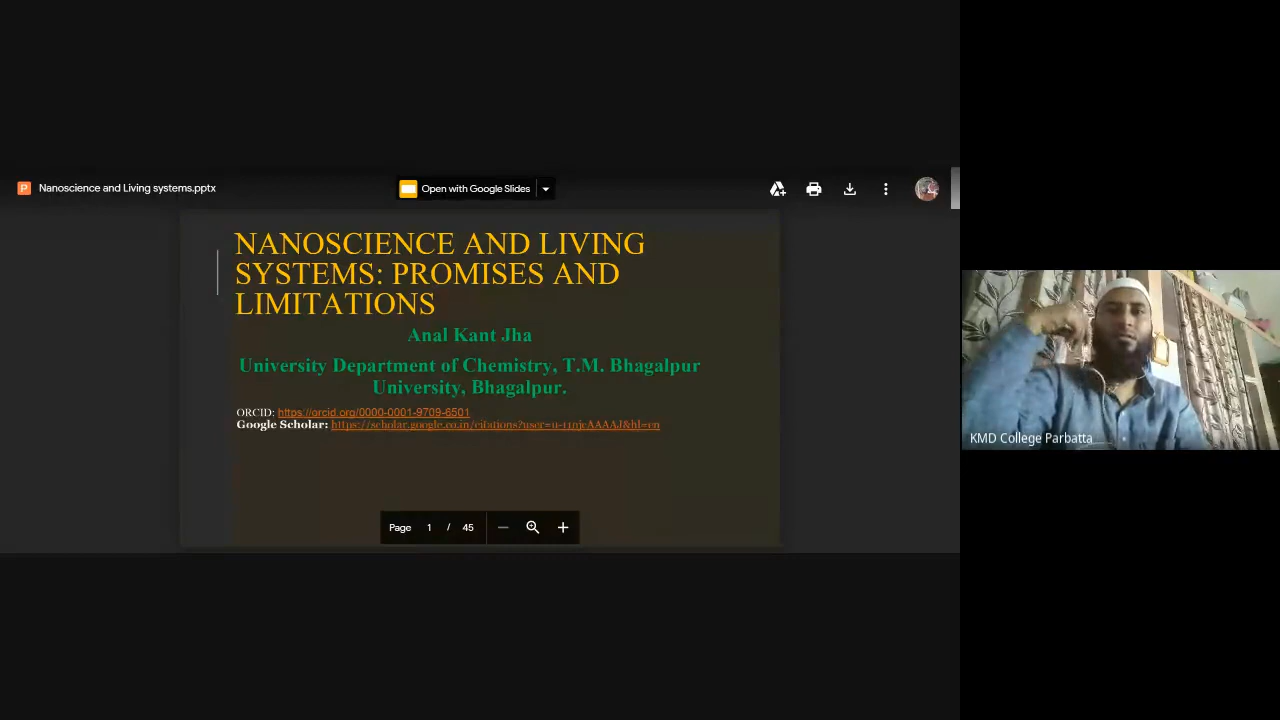 Nanoscience and Living systems.pptx
Open with Google Slides
NANOSCIENCE AND LIVING
SYSTEMS: PROMISES AND
LIMITATIONS
Anal Kant Jha
University Department of Chemistry, T.M. Bhagalpur
University, Bhagalpur.
ORCID: https://orcid.org/0000-0001-9709-6501
Google Scholar:
Page 1 / 45
KMD College Parbatta